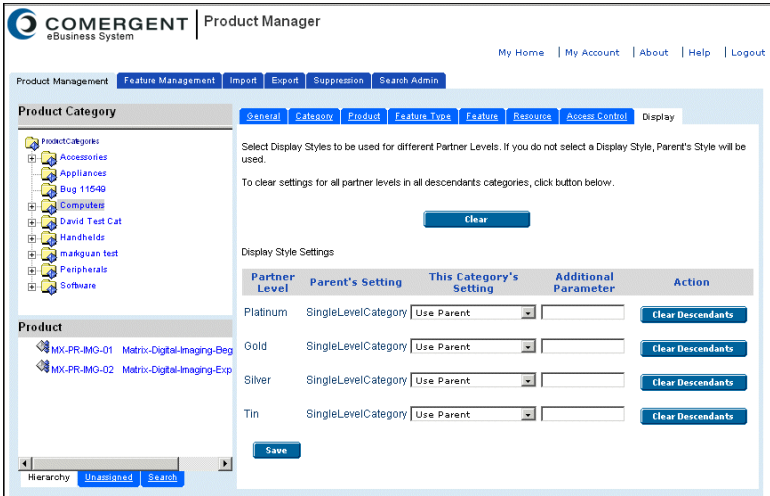 COMERGENT
eBusiness System
Product Manager
My Home | My Account | About | Help | Logout
Product Management Feature Management Import Export Suppression Search Admin
Product Category
ProductCategories
Accessories
Appliances
Bug 11549
Computers
David Test Cat
Handhelds
markguan test
Peripherals
Software
Product
MX-PR-IMG-01 Matrix-Digital-Imaging-Beg
MX-PR-IMG-02 Matrix-Digital-Imaging-Exp
Hierarchy Unassigned Search
General Category Product Feature Type Feature Resource Access Control Display
Select Display Styles to be used for different Partner Levels. If you do not select a Display Style, Parent's Style will be
used.
To clear settings for all partner levels in all descendants categories, click button below.
Clear
Display Style Settings
Partner Level Parent's Setting This Category's Setting Additional Parameter Action
Platinum SingleLevelCategory Use Parent Clear Descendants
Gold SingleLevelCategory Use Parent Clear Descendants
Silver SingleLevelCategory Use Parent Clear Descendants
Tin SingleLevelCategory Use Parent Clear Descendants
Save